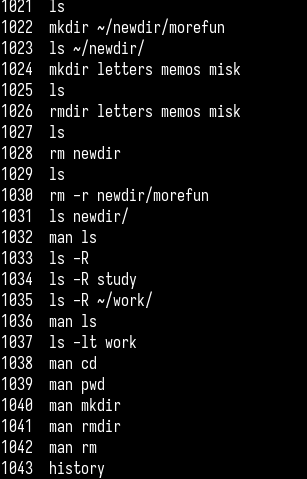 1021 ls
1022 mkdir ~/newdir/morefun
1023 ls ~/newdir/
1024 mkdir letters memos misk
1025 ls
1026 rmdir letters memos misk
1027 ls
1028 rm newdir
1029 ls
1030 rm -r newdir/morefun
1031 ls newdir/
1032 man ls
1033 ls -R
1034 ls -R study
1035 ls -R ~/work/
1036 man ls
1037 ls -lt work
1038 man cd
1039 man pwd
1040 man mkdir
1041 man rmdir
1042 man rm
1043 history